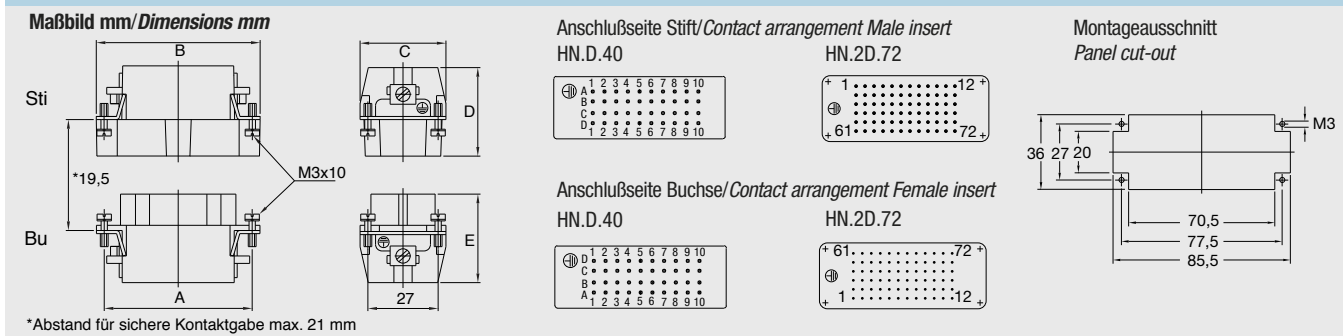 Maßbild mm/Dimensions mm
B
C
Sti
D
*19,5
M3x10
Bu
E
A
27
*Abstand für sichere Kontaktgabe max. 21 mm
Anschlußseite Stift/Contact arrangement Male insert
HN.D.40
HN.2D.72
1 2 3 4 5 6 7 8 9 10
A
B
C
D
1 2 3 4 5 6 7 8 9 10
+ 1 12 +
+ 61 72 +
Anschlußseite Buchse/Contact arrangement Female insert
HN.D.40
HN.2D.72
1 2 3 4 5 6 7 8 9 10
D
C
B
A
1 2 3 4 5 6 7 8 9 10
+ 61 72 +
+ 1 12 +
Montageausschnitt
Panel cut-out
M3
36 27 20
70,5
77,5
85,5